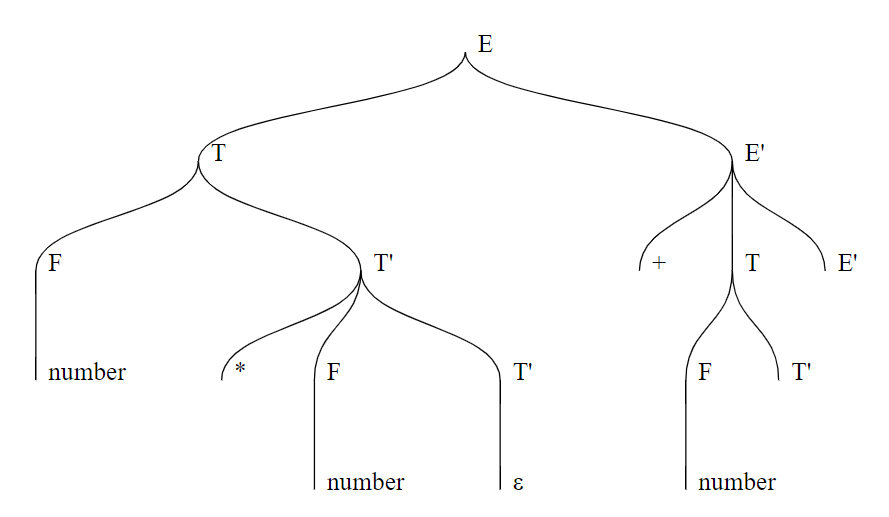 E
T E'
F T' + T E'
number * F T' F T'
number ε number